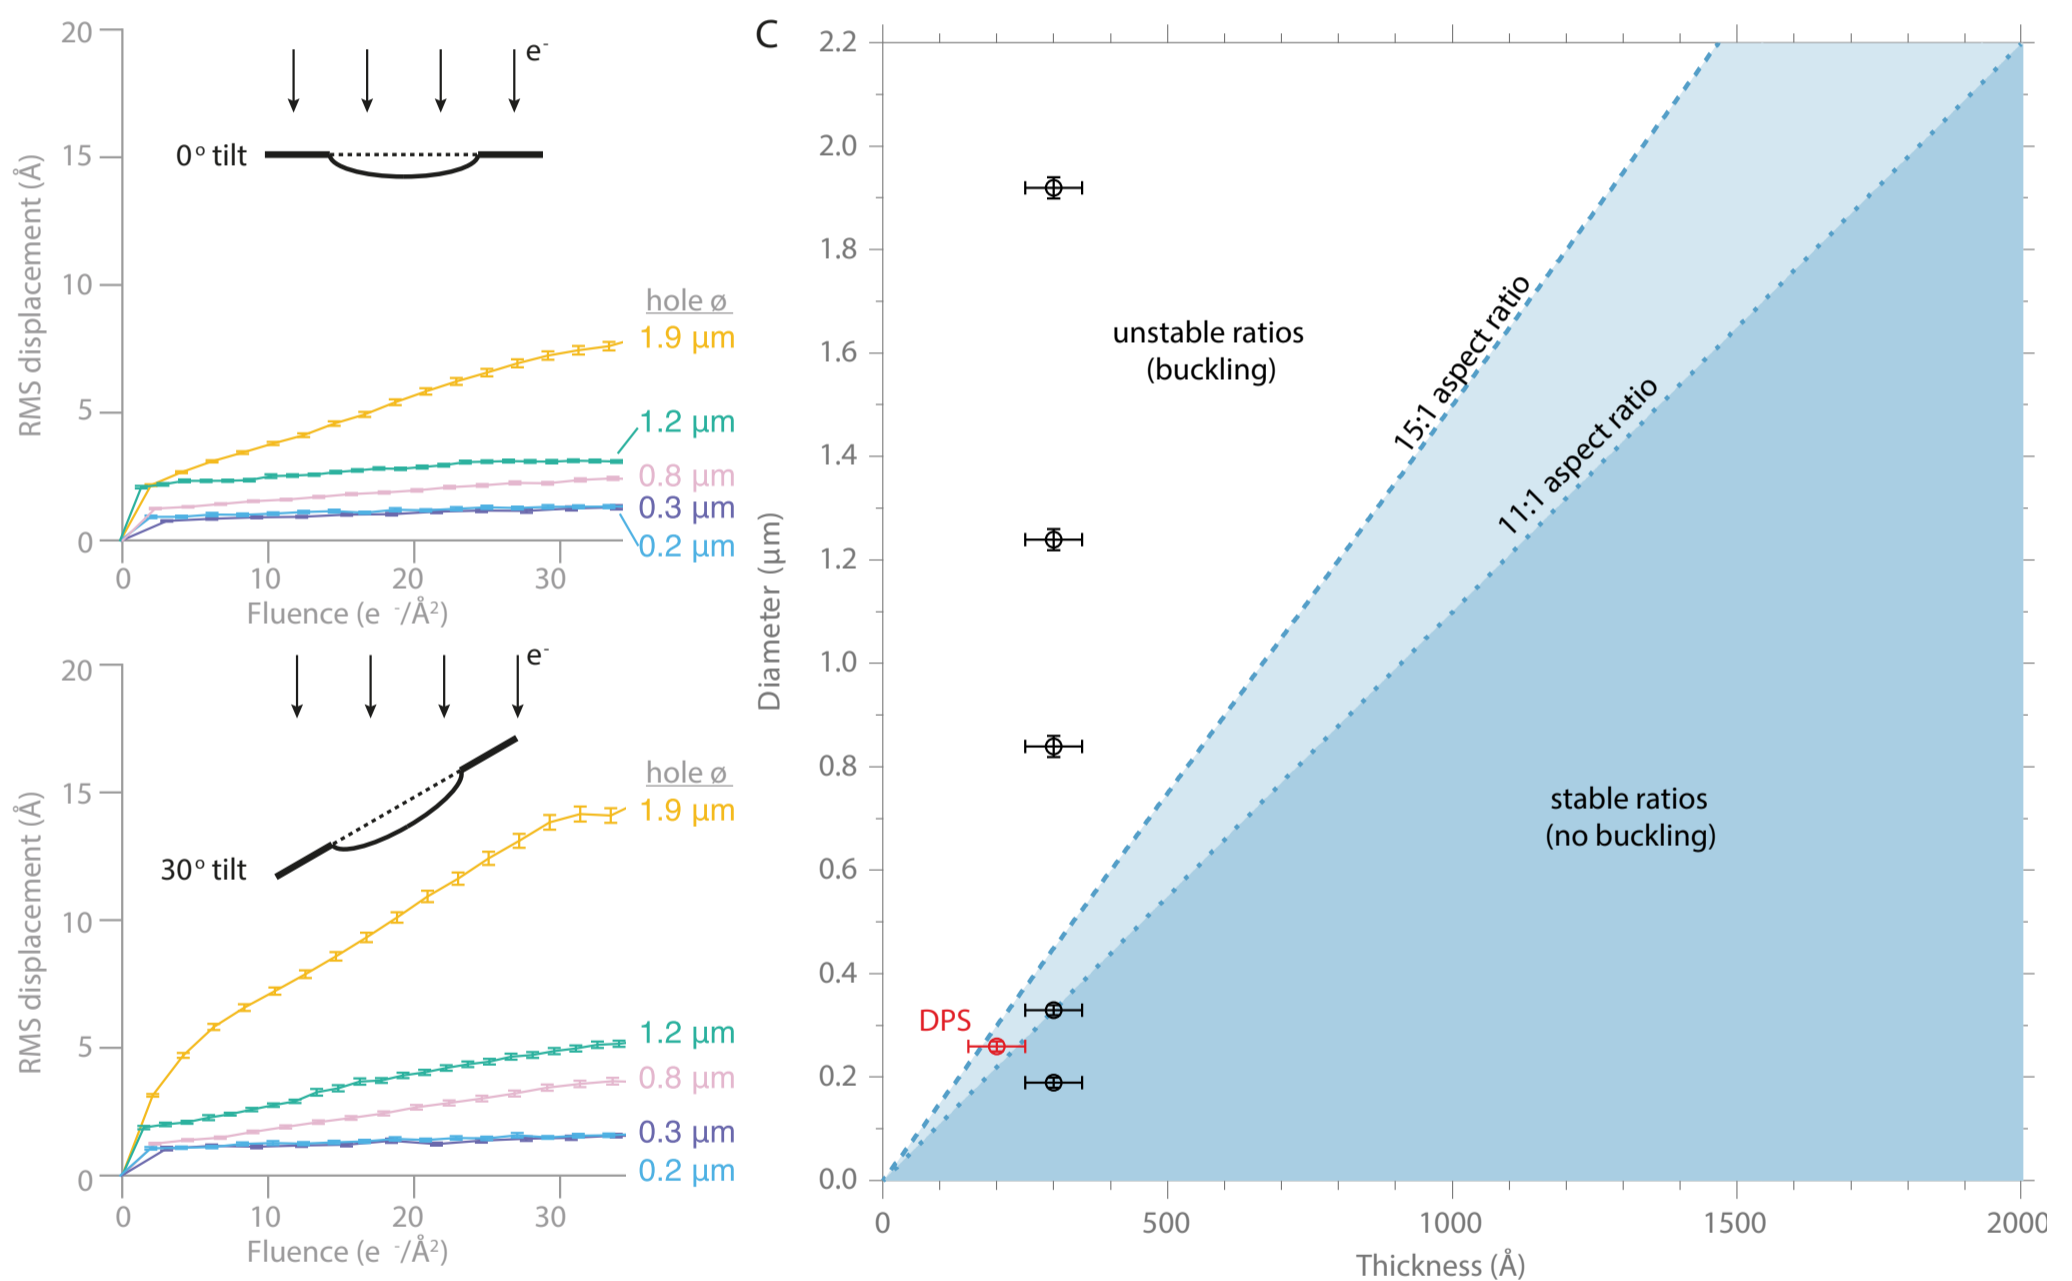 20
15
10
5
0
RMS displacement (Å)
e-
0° tilt
hole ø
1.9 µm
1.2 µm
0.8 µm
0.3 µm
0.2 µm
0
10
20
30
Fluence (e -/Å2)
20
15
10
5
0
RMS displacement (Å)
e-
30° tilt
hole ø
1.9 µm
1.2 µm
0.8 µm
0.3 µm
0.2 µm
0
10
20
30
Fluence (e -/Å2)
C
2.2
2.0
1.8
1.6
1.4
1.2
1.0
0.8
0.6
0.4
0.2
0.0
Diameter (µm)
unstable ratios
(buckling)
15:1 aspect ratio
11:1 aspect ratio
stable ratios
(no buckling)
DPS
0
500
1000
1500
2000
Thickness (Å)